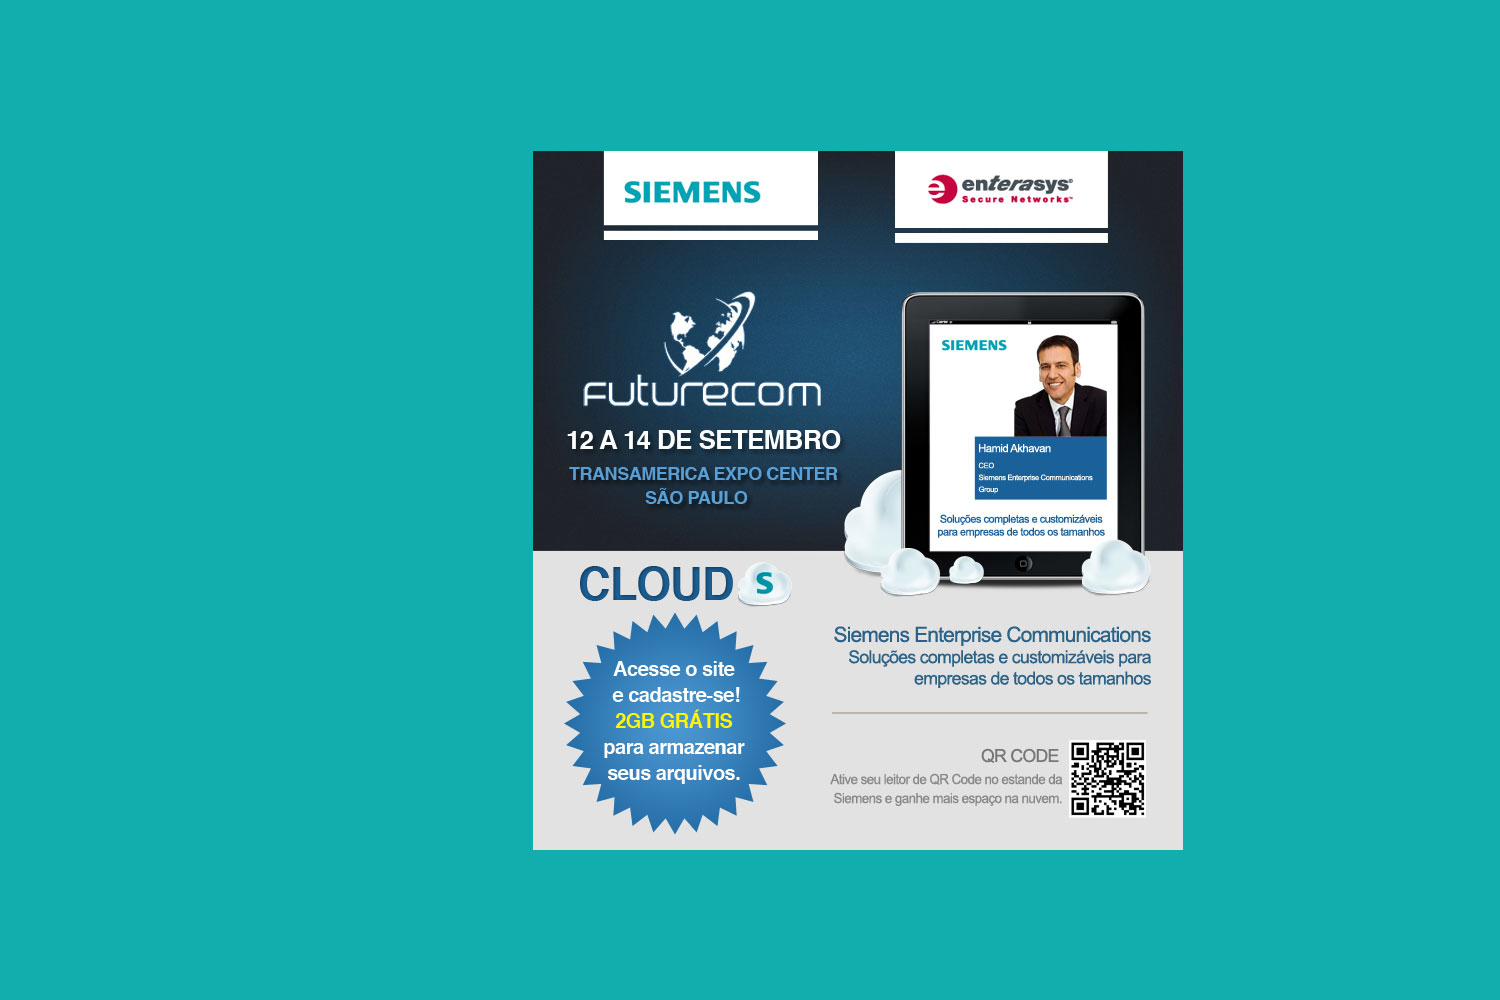 SIEMENS
enterasys®
Secure Networks™
futurecom
12 A 14 DE SETEMBRO
TRANSAMERICA EXPO CENTER
SÃO PAULO
SIEMENS
Hamid Akhavan
CEO
Siemens Enterprise Communications
Group
Soluções completas e customizáveis
para empresas de todos os tamanhos
CLOUD S
Acesse o site
e cadastre-se!
2GB GRÁTIS
para armazenar
seus arquivos.
Siemens Enterprise Communications
Soluções completas e customizáveis para
empresas de todos os tamanhos
QR CODE
Ative seu leitor de QR Code no estande da
Siemens e ganhe mais espaço na nuvem.